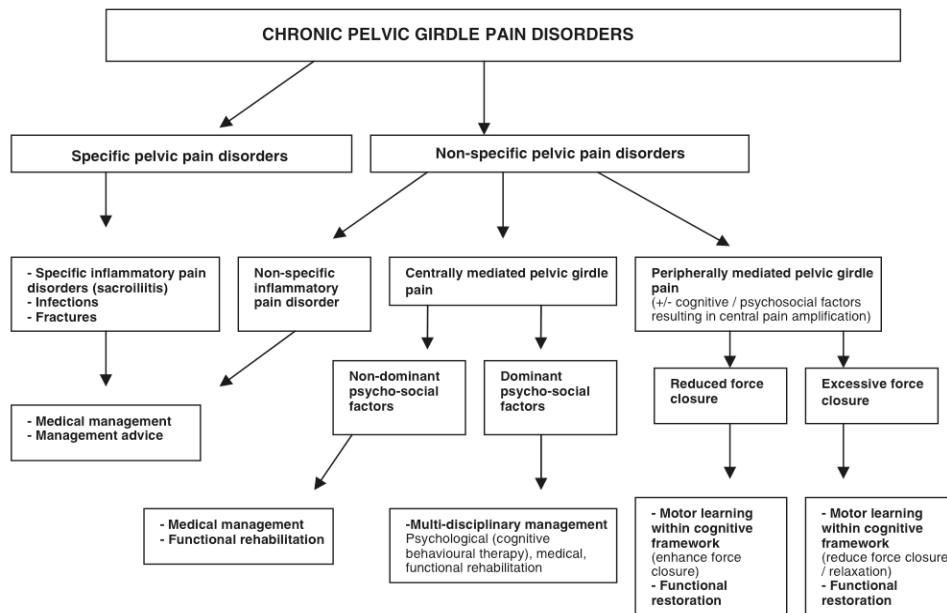 CHRONIC PELVIC GIRDLE PAIN DISORDERS
Specific pelvic pain disorders
Non-specific pelvic pain disorders
- Specific inflammatory pain
disorders (sacroiliitis)
- Infections
- Fractures
Non-specific
inflammatory
pain disorder
Centrally mediated pelvic girdle
pain
Peripherally mediated pelvic girdle
pain
(+/- cognitive / psychosocial factors
resulting in central pain amplification)
Non-dominant
psycho-social
factors
Dominant
psycho-social
factors
Reduced force
closure
Excessive force
closure
- Medical management
- Management advice
- Medical management
- Functional rehabilitation
-Multi-disciplinary management
Psychological (cognitive
behavioural therapy), medical,
functional rehabilitation
- Motor learning
within cognitive
framework
(enhance force
closure)
- Functional
restoration
- Motor learning
within cognitive
framework
(reduce force closure
/ relaxation)
- Functional
restoration